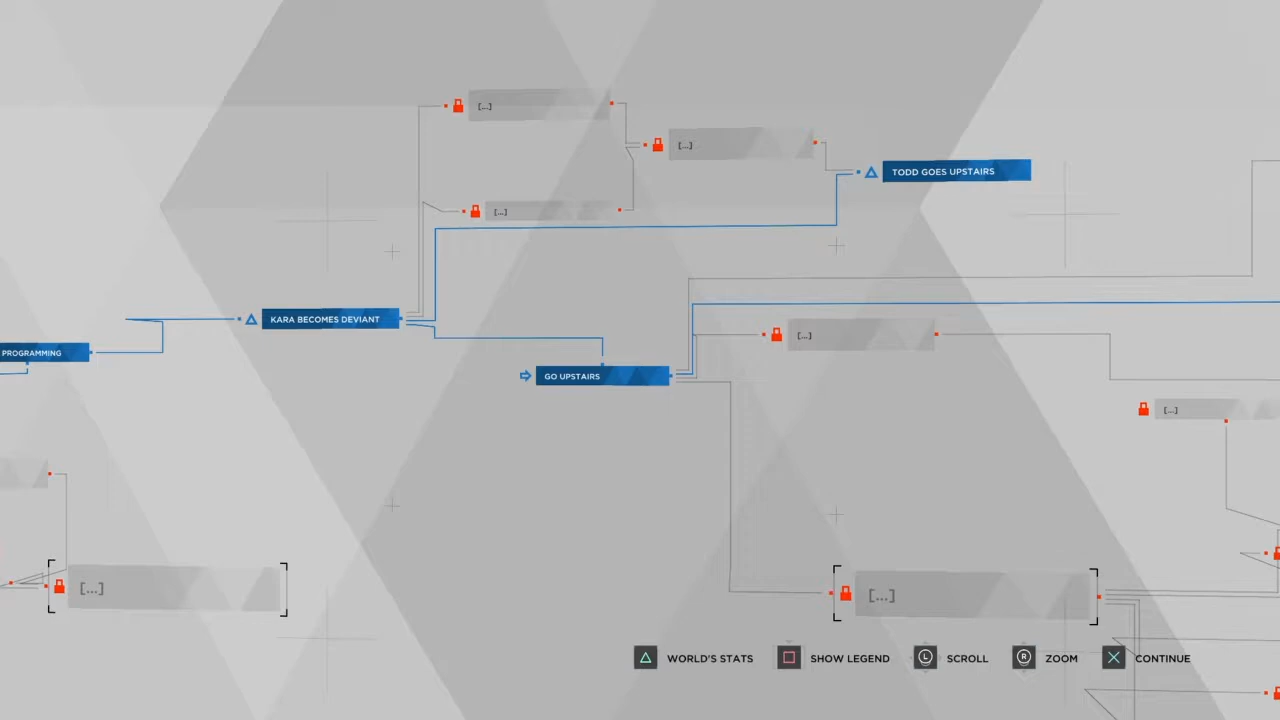 [...]
[...]
TODD GOES UPSTAIRS
[...]
KARA BECOMES DEVIANT
[...]
PROGRAMMING
GO UPSTAIRS
[...]
[...]
[...]
WORLD'S STATS
SHOW LEGEND
L
SCROLL
R
ZOOM
CONTINUE